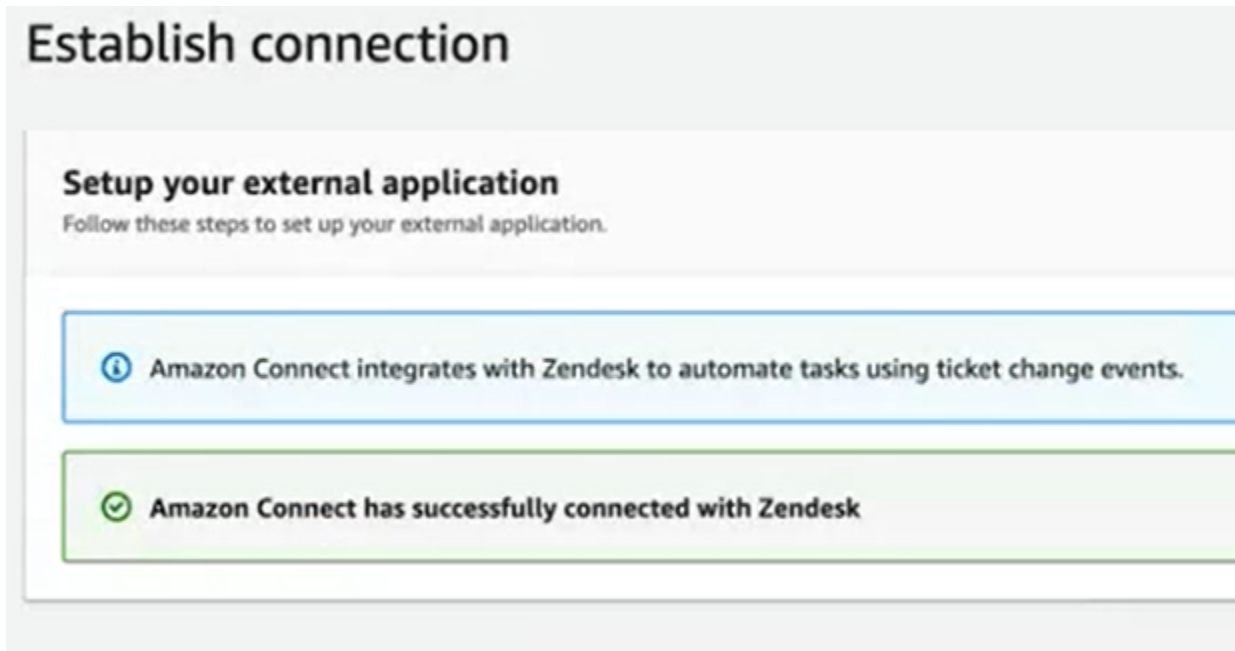 Establish connection
Setup your external application
Follow these steps to set up your external application.
Amazon Connect integrates with Zendesk to automate tasks using ticket change events.
Amazon Connect has successfully connected with Zendesk